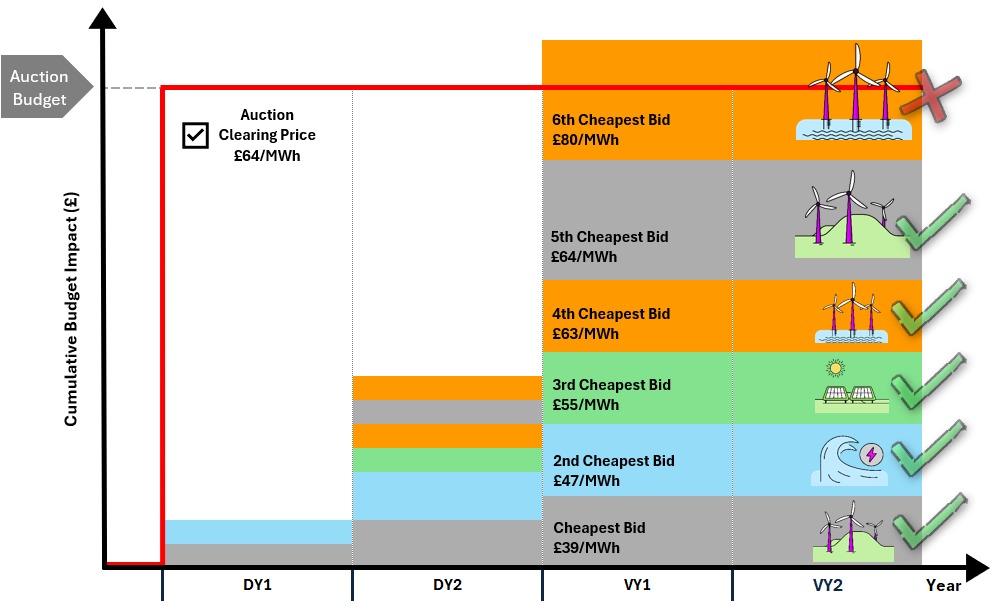 Auction
Budget
Auction
Clearing Price
£64/MWh
6th Cheapest Bid
£80/MWh
5th Cheapest Bid
£64/MWh
4th Cheapest Bid
£63/MWh
3rd Cheapest Bid
£55/MWh
2nd Cheapest Bid
£47/MWh
Cheapest Bid
£39/MWh
Cumulative Budget Impact (£)
DY1
DY2
VY1
VY2
Year